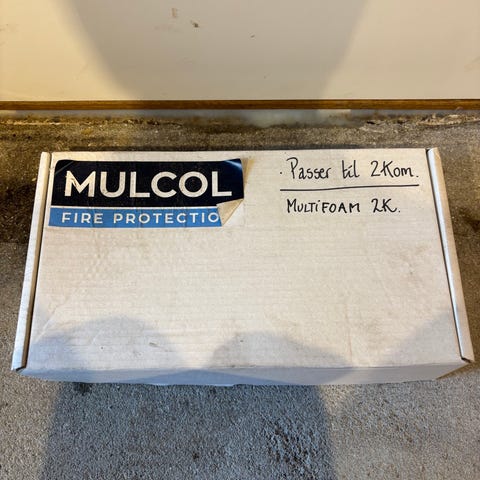 MULCOL
FIRE PROTECTIO
· Passer til 2Kom.
MULTIFOAM 2K.